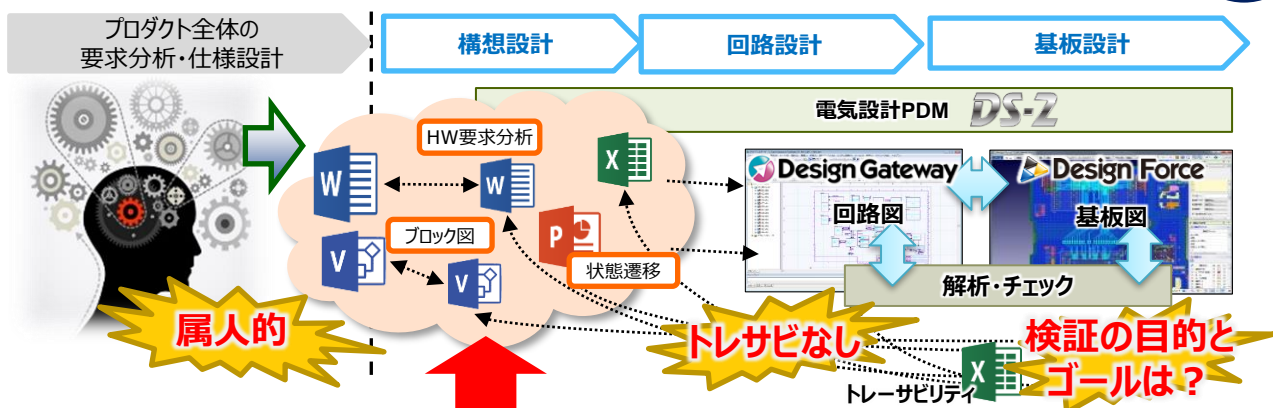 プロダクト全体の
要求分析・仕様設計
構想設計
回路設計
基板設計
電気設計PDM DS-2
HW要求分析
W
W
X
ブロック図
P
状態遷移
V
V
Design Gateway
回路図
Design Force
基板図
解析・チェック
属人的
トレサビなし
検証の目的と
ゴールは？
X
トレーサビリティ